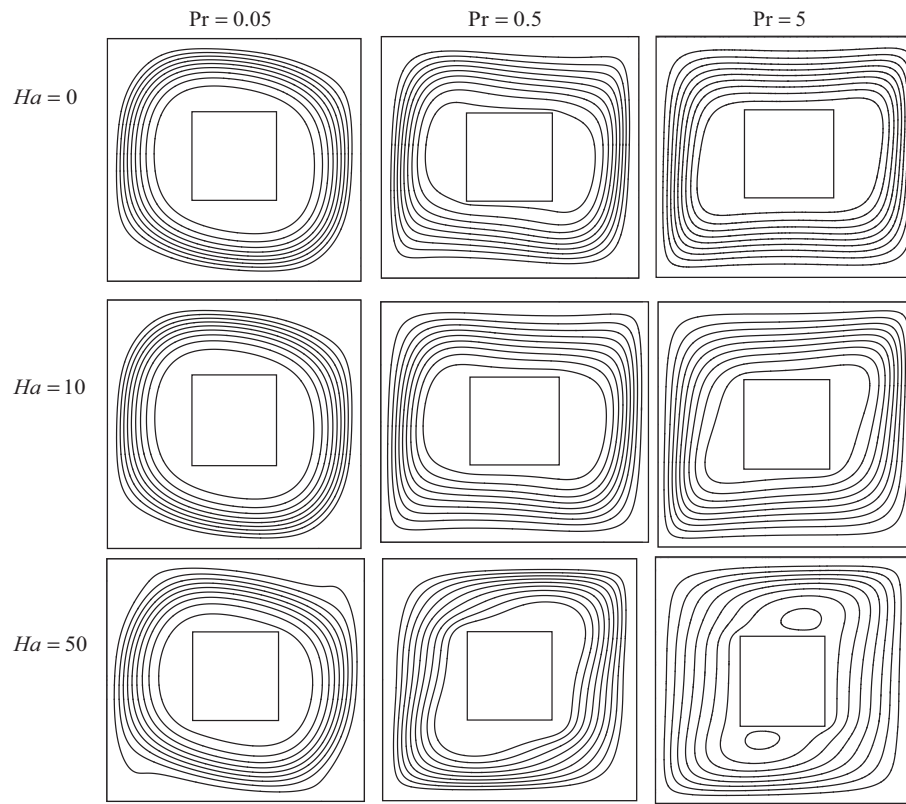 Pr = 0.05 Pr = 0.5 Pr = 5
Ha = 0
Ha = 10
Ha = 50